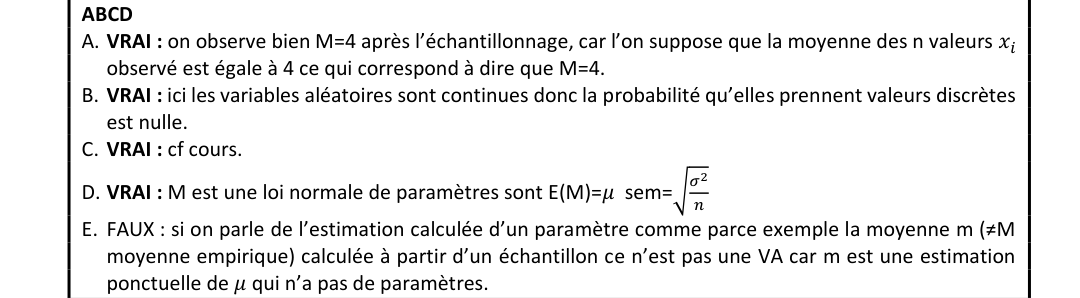 ABCD
A. VRAI : on observe bien M=4 après l’échantillonnage, car l’on suppose que la moyenne des n valeurs 𝑥𝑖
observé est égale à 4 ce qui correspond à dire que M=4.
B. VRAI : ici les variables aléatoires sont continues donc la probabilité qu’elles prennent valeurs discrètes
est nulle.
C. VRAI : cf cours.
D. VRAI : M est une loi normale de paramètres sont E(M)=𝜇 sem=√(𝜎²/𝑛)
E. FAUX : si on parle de l’estimation calculée d’un paramètre comme parce exemple la moyenne m (≠M
moyenne empirique) calculée à partir d’un échantillon ce n’est pas une VA car m est une estimation
ponctuelle de 𝜇 qui n’a pas de paramètres.